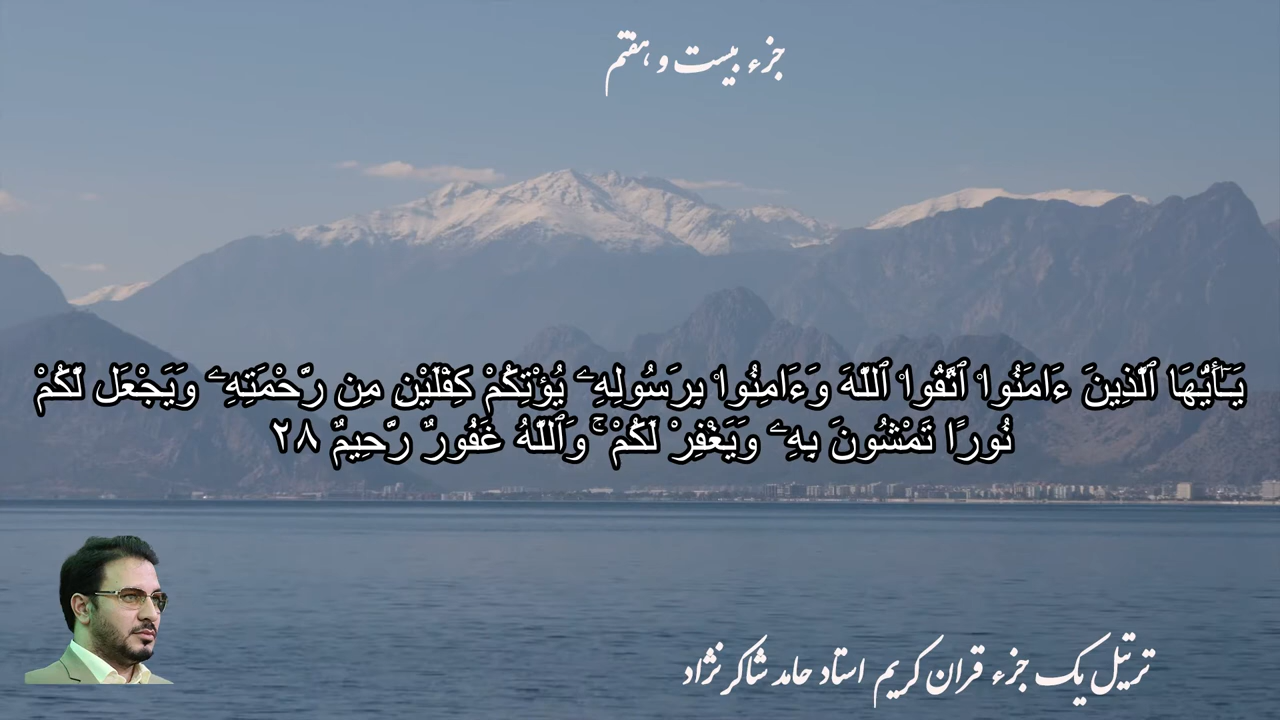 جزء بیست و هفتم
يَـٰٓأَيُّهَا ٱلَّذِينَ ءَامَنُوا۟ ٱتَّقُوا۟ ٱللَّهَ وَءَامِنُوا۟ بِرَسُولِهِۦ يُؤْتِكُمْ كِفْلَيْنِ مِن رَّحْمَتِهِۦ وَيَجْعَل لَّكُمْ
نُورًا تَمْشُونَ بِهِۦ وَيَغْفِرْ لَكُمْ ۚ وَٱللَّهُ غَفُورٌ رَّحِيمٌ ٢٨
ترتیل یک جزء قران کریم استاد حامد شاکرنژاد